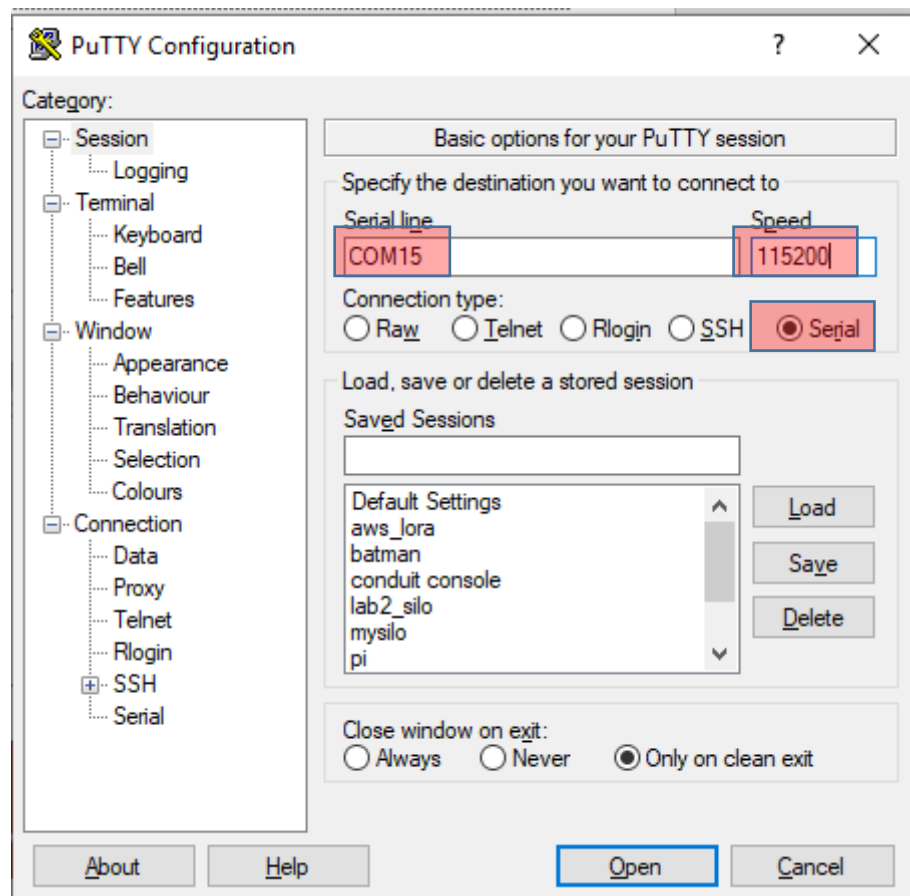 PuTTY Configuration
?
Category:
Session
Logging
Terminal
Keyboard
Bell
Features
Window
Appearance
Behaviour
Translation
Selection
Colours
Connection
Data
Proxy
Telnet
Rlogin
SSH
Serial
Basic options for your PuTTY session
Specify the destination you want to connect to
Serial line Speed
COM15 115200
Connection type:
Raw Telnet Rlogin SSH Serial
Load, save or delete a stored session
Saved Sessions
Default Settings
aws_lora
batman
conduit console
lab2_silo
mysilo
pi
Load
Save
Delete
Close window on exit:
Always Never Only on clean exit
About Help Open Cancel